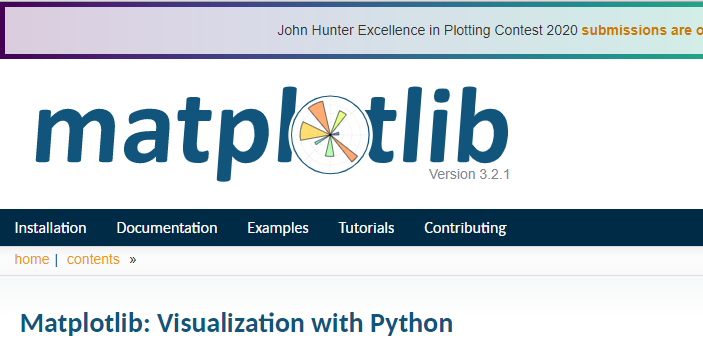 John Hunter Excellence in Plotting Contest 2020 submissions are
matplotlib
Version 3.2.1
Installation Documentation Examples Tutorials Contributing
home | contents »
Matplotlib: Visualization with Python